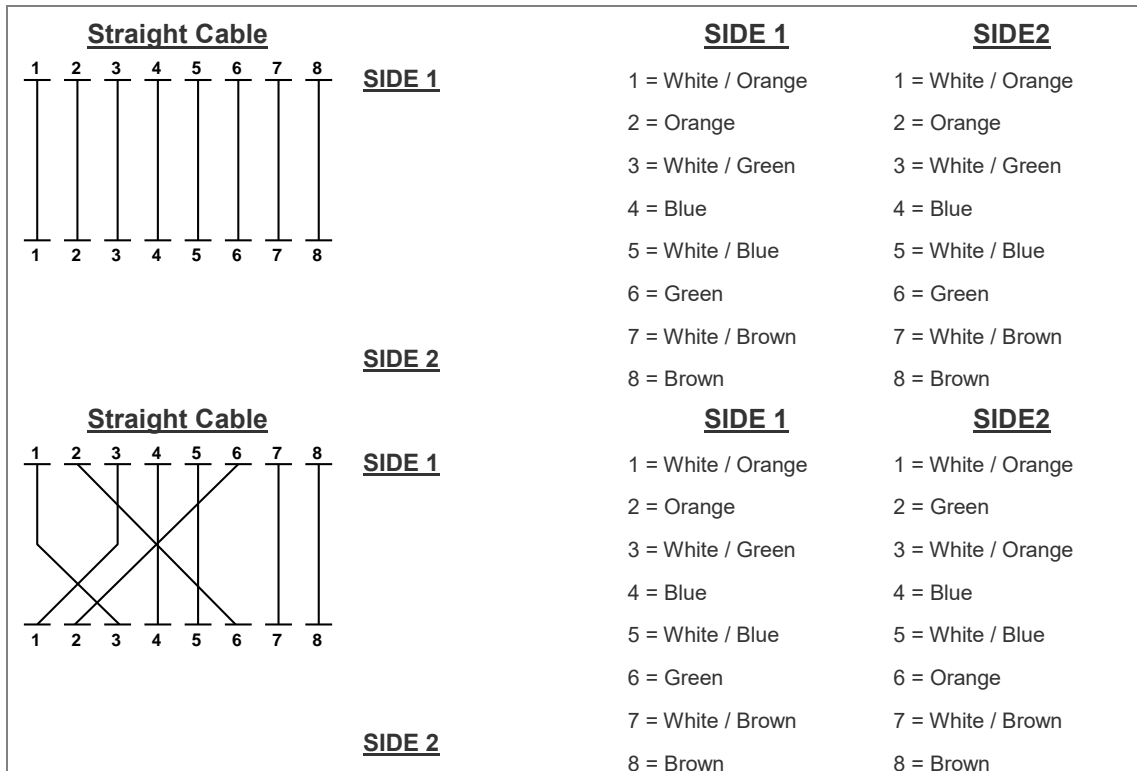 Straight Cable SIDE 1 SIDE2
1 2 3 4 5 6 7 8
SIDE 1
1 = White / Orange 1 = White / Orange
2 = Orange 2 = Orange
3 = White / Green 3 = White / Green
4 = Blue 4 = Blue
1 2 3 4 5 6 7 8
5 = White / Blue 5 = White / Blue
6 = Green 6 = Green
7 = White / Brown 7 = White / Brown
SIDE 2
8 = Brown 8 = Brown
Straight Cable SIDE 1 SIDE2
1 2 3 4 5 6 7 8
SIDE 1
1 = White / Orange 1 = White / Orange
2 = Orange 2 = Green
3 = White / Green 3 = White / Orange
4 = Blue 4 = Blue
1 2 3 4 5 6 7 8
5 = White / Blue 5 = White / Blue
6 = Green 6 = Orange
7 = White / Brown 7 = White / Brown
SIDE 2
8 = Brown 8 = Brown